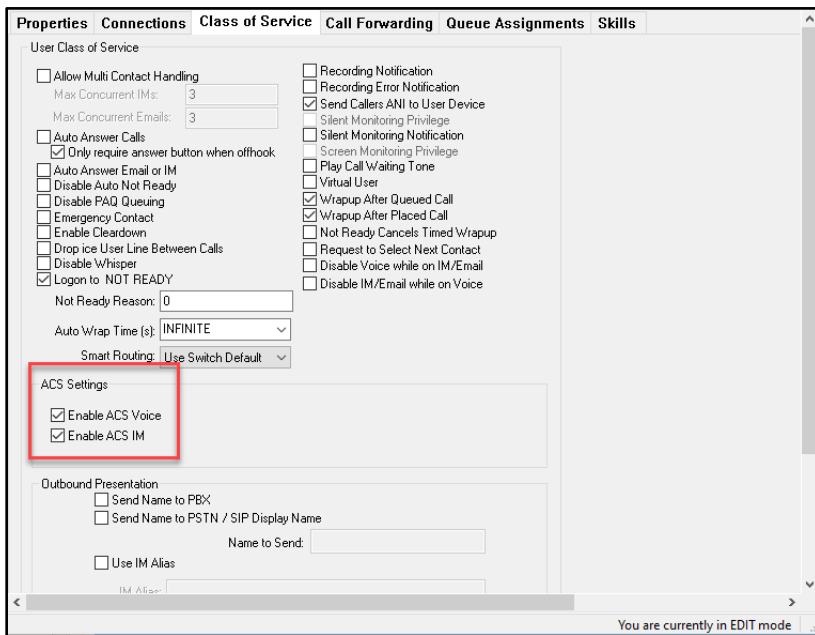 Properties Connections Class of Service Call Forwarding Queue Assignments Skills
User Class of Service
Allow Multi Contact Handling
Max Concurrent IMs: 3
Max Concurrent Emails: 3
Auto Answer Calls
Only require answer button when offhook
Auto Answer Email or IM
Disable Auto Not Ready
Disable PAQ Queuing
Emergency Contact
Enable Cleardown
Drop ice User Line Between Calls
Disable Whisper
Logon to NOT READY
Not Ready Reason: 0
Auto Wrap Time (s): INFINITE
Smart Routing: Use Switch Default
Recording Notification
Recording Error Notification
Send Callers ANI to User Device
Silent Monitoring Privilege
Silent Monitoring Notification
Screen Monitoring Privilege
Play Call Waiting Tone
Virtual User
Wrapup After Queued Call
Wrapup After Placed Call
Not Ready Cancels Timed Wrapup
Request to Select Next Contact
Disable Voice while on IM/Email
Disable IM/Email while on Voice
ACS Settings
Enable ACS Voice
Enable ACS IM
Outbound Presentation
Send Name to PBX
Send Name to PSTN / SIP Display Name
Name to Send:
Use IM Alias
IM Alias:
You are currently in EDIT mode